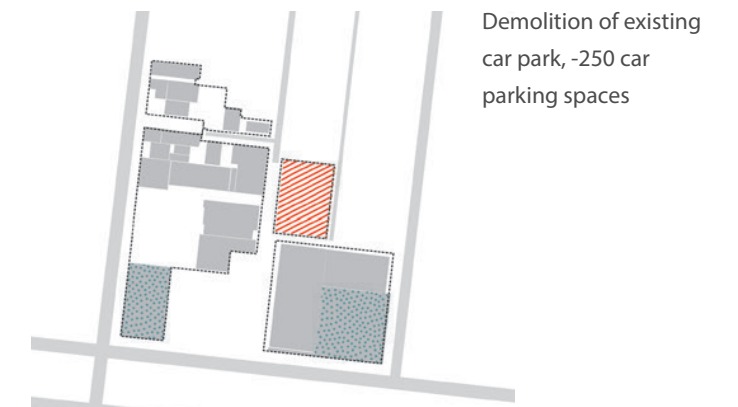 Demolition of existing
car park, -250 car
parking spaces